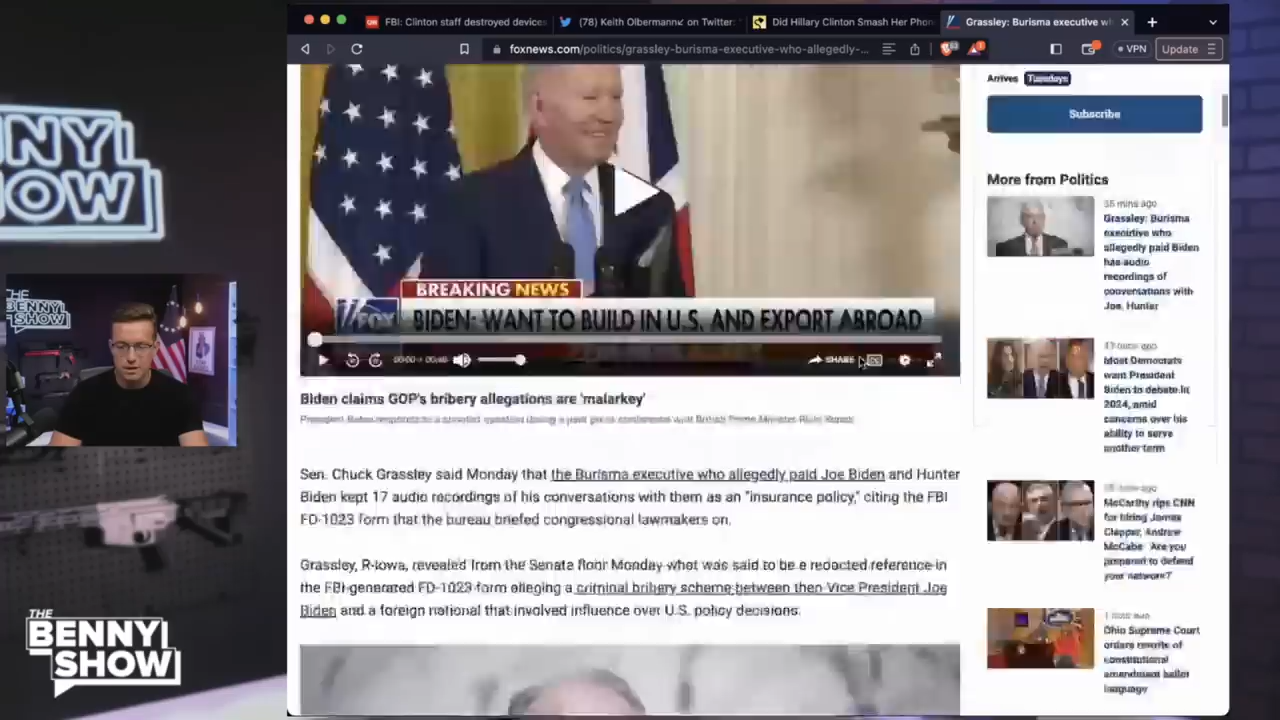 FBI: Clinton staff destroyed devices
(78) Keith Olbermann
on Twitter:
Did Hillary Clinton Smash Her Phon
Grassley: Burisma executive wh
foxnews.com/politics/grassley-burisma-executive-who-allegedly-...
VPN
Update
NYI
OW
THE
BENNY
SHOW
BREAKING NEWS
BIDEN: WANT TO BUILD IN U.S. AND EXPORT ABROAD
SHARE
Biden claims GOP's bribery allegations are 'malarkey'
Sen. Chuck Grassley said Monday that the Burisma executive who allegedly paid Joe Biden and Hunter
Biden kept 17 audio recordings of his conversations with them as an "insurance policy," citing the FBI
FD-1023 form that the bureau briefed congressional lawmakers on.
Grassley, R-Iowa, revealed from the Senate floor Monday what was said to be a redacted reference in
the FBI-generated FD-1023 form alleging a criminal bribery scheme between then-Vice President Joe
Biden and a foreign national that involved influence over U.S. policy decisions.
Arrives Tuesdays
Subscribe
More from Politics
35 mins ago
Grassley: Burisma
executive who
allegedly paid Biden
has audio
recordings of
conversations with
Joe, Hunter
mins ago
Most Democrats
want President
Biden to debate in
2024, amid
concerns over his
ability to serve
another term
McCarthy rips CNN
for hiring James
Clapper, Andrew
McCabe: 'Are you
prepared to defend
your network?'
Ohio Supreme Court
orders rewrite of
constitutional
amendment ballot
language
THE
BENNY
SHOW